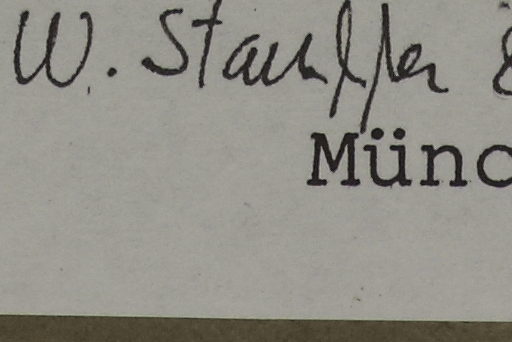 W. Stauffer &
Münc